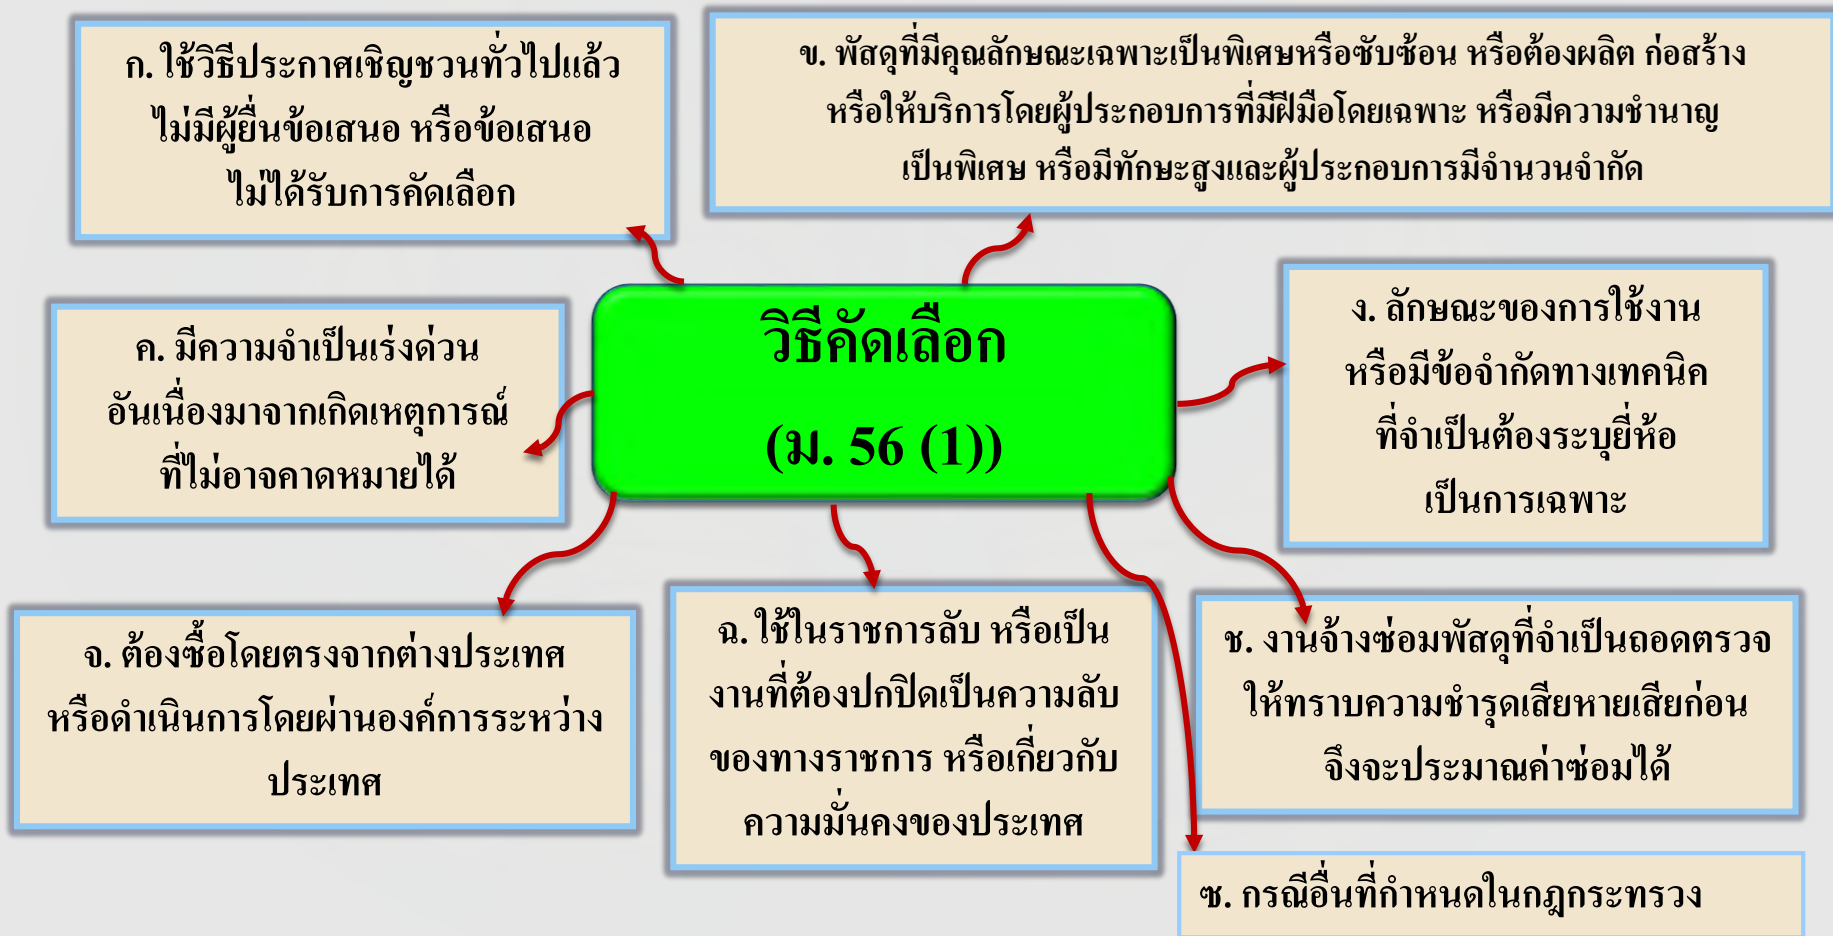 ก. ใช้วิธีประกาศเชิญชวนทั่วไปแล้ว
ไม่มีผู้ยื่นข้อเสนอ หรือข้อเสนอ
ไม่ได้รับการคัดเลือก
ข. พัสดุที่มีคุณลักษณะเฉพาะเป็นพิเศษหรือซับซ้อน หรือต้องผลิต ก่อสร้าง
หรือให้บริการโดยผู้ประกอบการที่มีฝีมือโดยเฉพาะ หรือมีความชำนาญ
เป็นพิเศษ หรือมีทักษะสูงและผู้ประกอบการมีจำนวนจำกัด
วิธีคัดเลือก
(ม. 56 (1))
ค. มีความจำเป็นเร่งด่วน
อันเนื่องมาจากเกิดเหตุการณ์
ที่ไม่อาจคาดหมายได้
ง. ลักษณะของการใช้งาน
หรือมีข้อจำกัดทางเทคนิค
ที่จำเป็นต้องระบุยี่ห้อ
เป็นการเฉพาะ
จ. ต้องซื้อโดยตรงจากต่างประเทศ
หรือดำเนินการโดยผ่านองค์การระหว่าง
ประเทศ
ฉ. ใช้ในราชการลับ หรือเป็น
งานที่ต้องปกปิดเป็นความลับ
ของทางราชการ หรือเกี่ยวกับ
ความมั่นคงของประเทศ
ช. งานจ้างซ่อมพัสดุที่จำเป็นถอดตรวจ
ให้ทราบความชำรุดเสียหายเสียก่อน
จึงจะประมาณค่าซ่อมได้
ซ. กรณีอื่นที่กำหนดในกฎกระทรวง